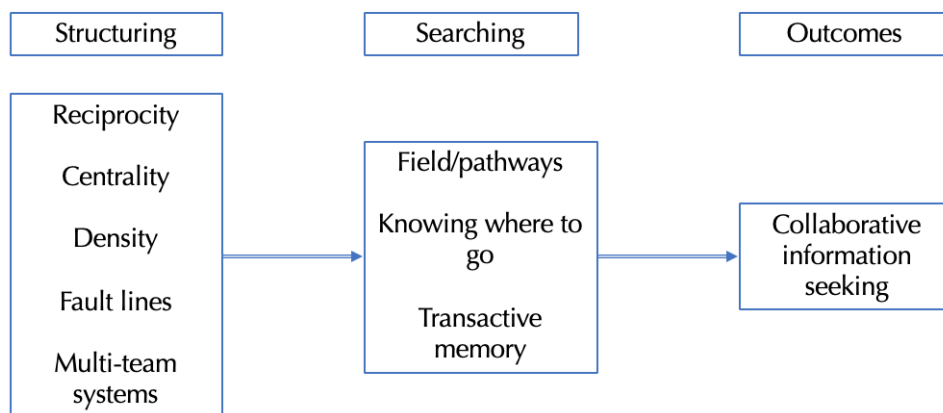 Structuring
Searching
Outcomes
Reciprocity
Centrality
Density
Fault lines
Multi-team
systems
Field/pathways
Knowing where to
go
Transactive
memory
Collaborative
information
seeking